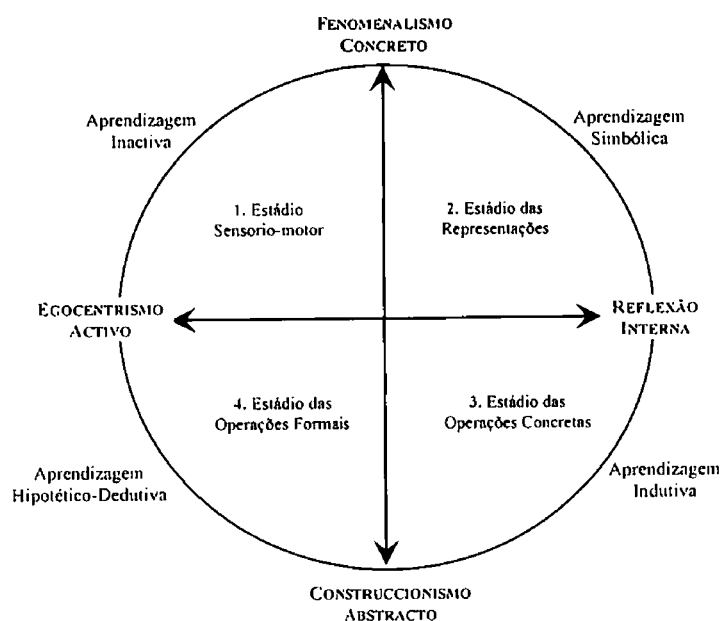 FENOMENALISMO
CONCRETO
Aprendizagem
Inactiva
Aprendizagem
Simbólica
1. Estádio
Sensorio-motor
2. Estádio das
Representações
EGOCENTRISMO
ACTIVO
REFLEXÃO
INTERNA
4. Estádio das
Operações Formais
3. Estádio das
Operações Concretas
Aprendizagem
Hipotético-Dedutiva
Aprendizagem
Indutiva
CONSTRUCCIONISMO
ABSTRACTO